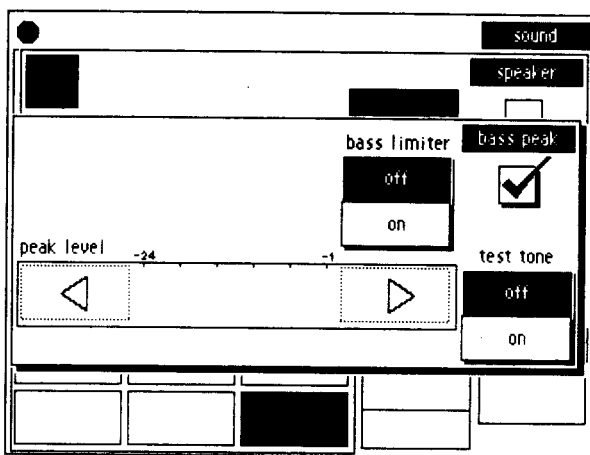 sound
speaker
bass limiter
bass peak
off
on
peak level
-24
-1
test tone
off
on